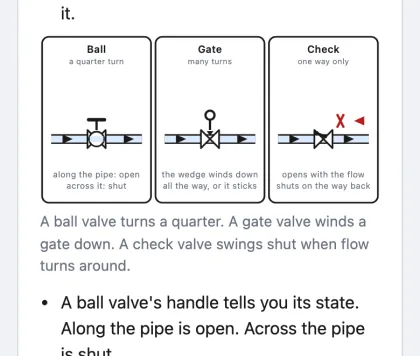 it.
Ball
a quarter turn
along the pipe: open
across it: shut
Gate
many turns
the wedge winds down
all the way, or it sticks
Check
one way only
opens with the flow
shuts on the way back
A ball valve turns a quarter. A gate valve winds a
gate down. A check valve swings shut when flow
turns around.
• A ball valve's handle tells you its state.
Along the pipe is open. Across the pipe
is shut.